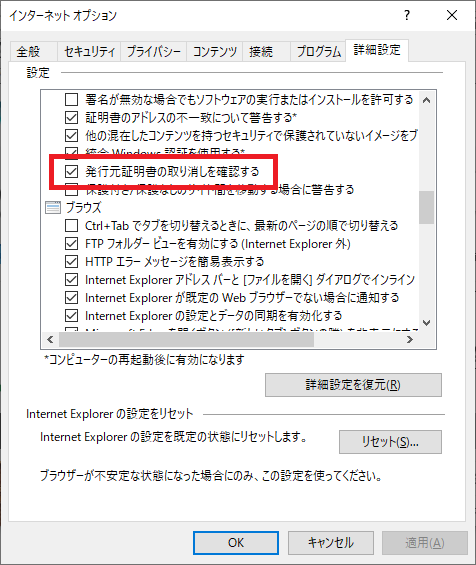 インターネット オプション
全般 セキュリティ プライバシー コンテンツ 接続 プログラム 詳細設定
設定
署名が無効な場合でもソフトウェアの実行またはインストールを許可する
証明書のアドレスの不一致について警告する*
他の混在したコンテンツを持つセキュリティで保護されていないイメージをブ
統合 Windows 認証を使用する*
発行元証明書の取り消しを確認する
保護付き/保護なしのサイト間を移動する場合に警告する
ブラウズ
Ctrl+Tab でタブを切り替えるときに、最新のページの順で切り替える
FTP フォルダー ビューを有効にする (Internet Explorer 外)
HTTP エラー メッセージを簡易表示する
Internet Explorer アドレス バーと [ファイルを開く] ダイアログでインライン
Internet Explorer が既定の Web ブラウザーでない場合に通知する
Internet Explorer の設定とデータの同期を有効化する
*コンピューターの再起動後に有効になります
詳細設定を復元(R)
Internet Explorer の設定をリセット
Internet Explorer の設定を既定の状態にリセットします。
リセット(S)...
ブラウザーが不安定な状態になった場合にのみ、この設定を使ってください。
OK キャンセル 適用(A)